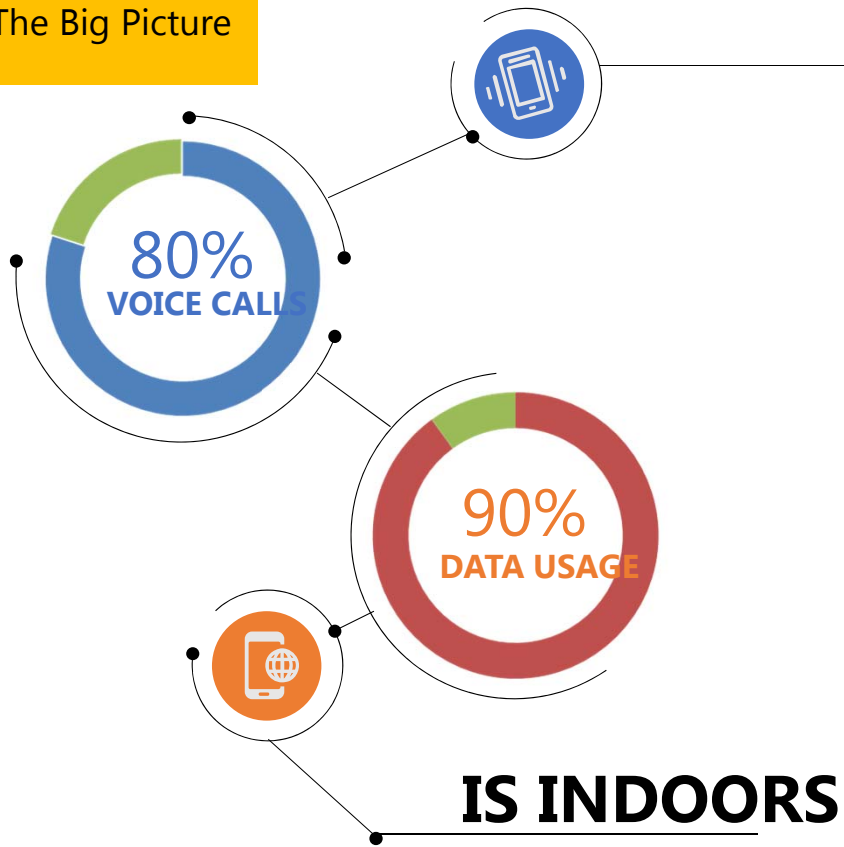 The Big Picture
80%
VOICE CALLS
90%
DATA USAGE
IS INDOORS